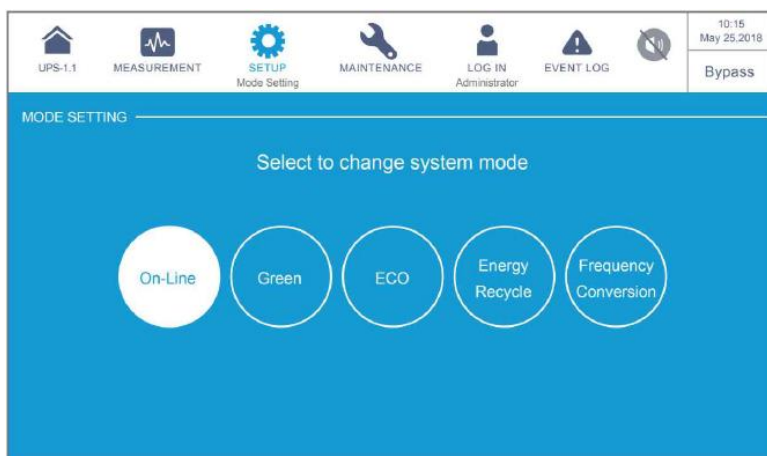 10:15
May 25,2018
UPS-1.1
MEASUREMENT
SETUP
Mode Setting
MAINTENANCE
LOG IN
Administrator
EVENT LOG
Bypass
MODE SETTING
Select to change system mode
On-Line
Green
ECO
Energy
Recycle
Frequency
Conversion